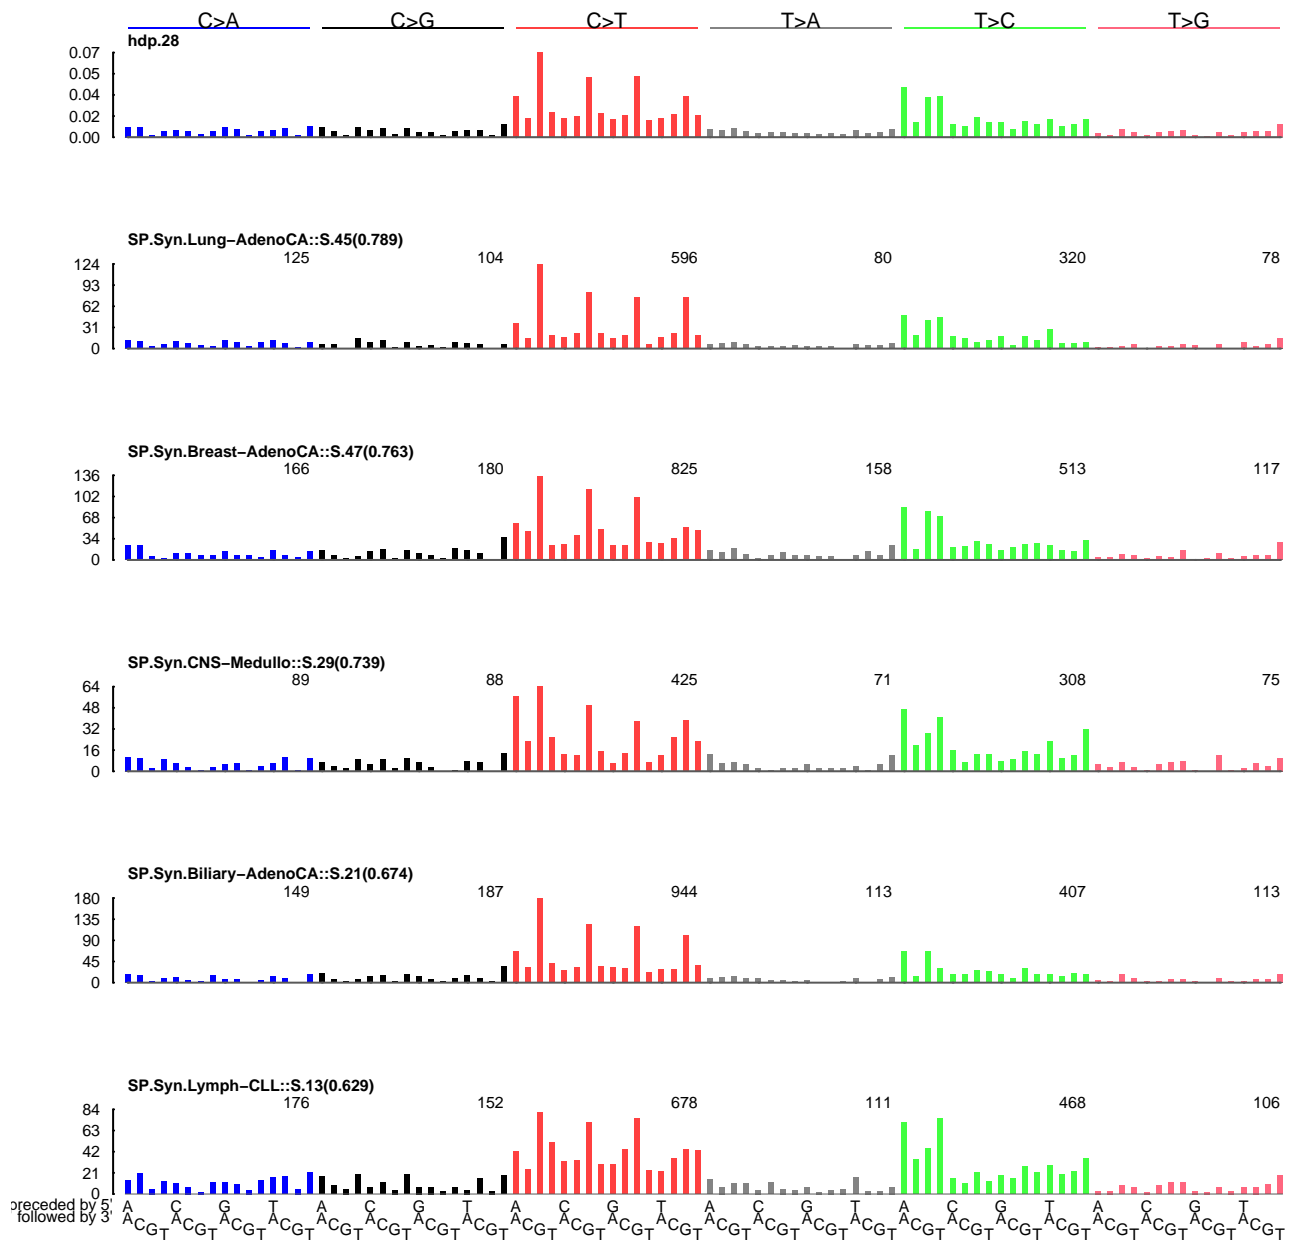 C>A C>G C>T T>A T>C T>G
hdp.28
0.07
0.05
0.04
0.02
0.00
SP.Syn.Lung−AdenoCA::S.45(0.789)
125 104 596 80 320 78
124
93
62
31
0
SP.Syn.Breast−AdenoCA::S.47(0.763)
166 180 825 158 513 117
136
102
68
34
0
SP.Syn.CNS−Medullo::S.29(0.739)
89 88 425 71 308 75
64
48
32
16
0
SP.Syn.Biliary−AdenoCA::S.21(0.674)
149 187 944 113 407 113
180
135
90
45
0
SP.Syn.Lymph−CLL::S.13(0.629)
176 152 678 111 468 106
84
63
42
21
0
preceded by 5' A C G T A C G T A C G T A C G T A C G T A C G T
followed by 3' A C G T A C G T A C G T A C G T A C G T A C G T A C G T A C G T A C G T A C G T A C G T A C G T A C G T A C G T A C G T A C G T A C G T A C G T A C G T A C G T A C G T A C G T A C G T A C G T